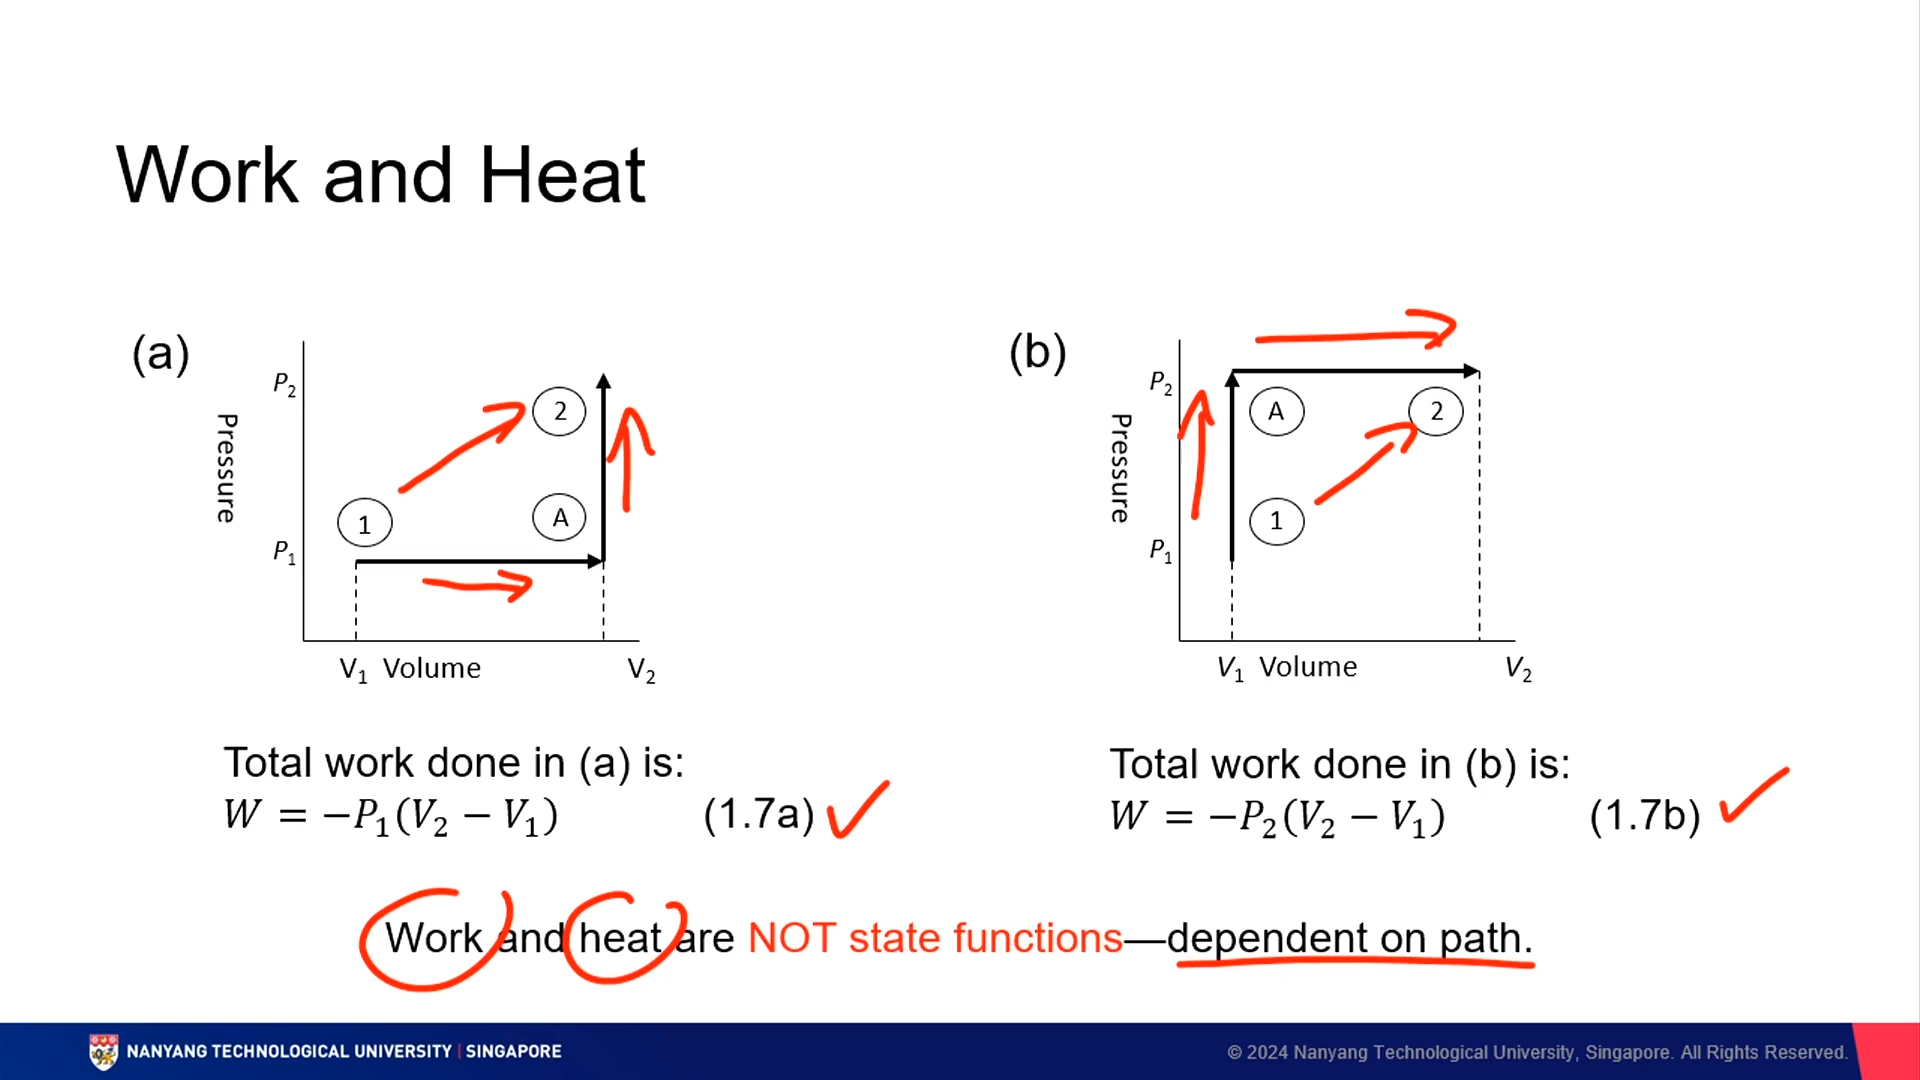 Work and Heat
(a)
P₂
2
Pressure
1
A
P₁
V₁ Volume V₂
(b)
P₂
A
2
Pressure
1
P₁
V₁ Volume V₂
Total work done in (a) is:
W = −P₁(V₂ − V₁) (1.7a)
Total work done in (b) is:
W = −P₂(V₂ − V₁) (1.7b)
Work and heat are NOT state functions—dependent on path.
NANYANG TECHNOLOGICAL UNIVERSITY | SINGAPORE
© 2024 Nanyang Technological University, Singapore. All Rights Reserved.